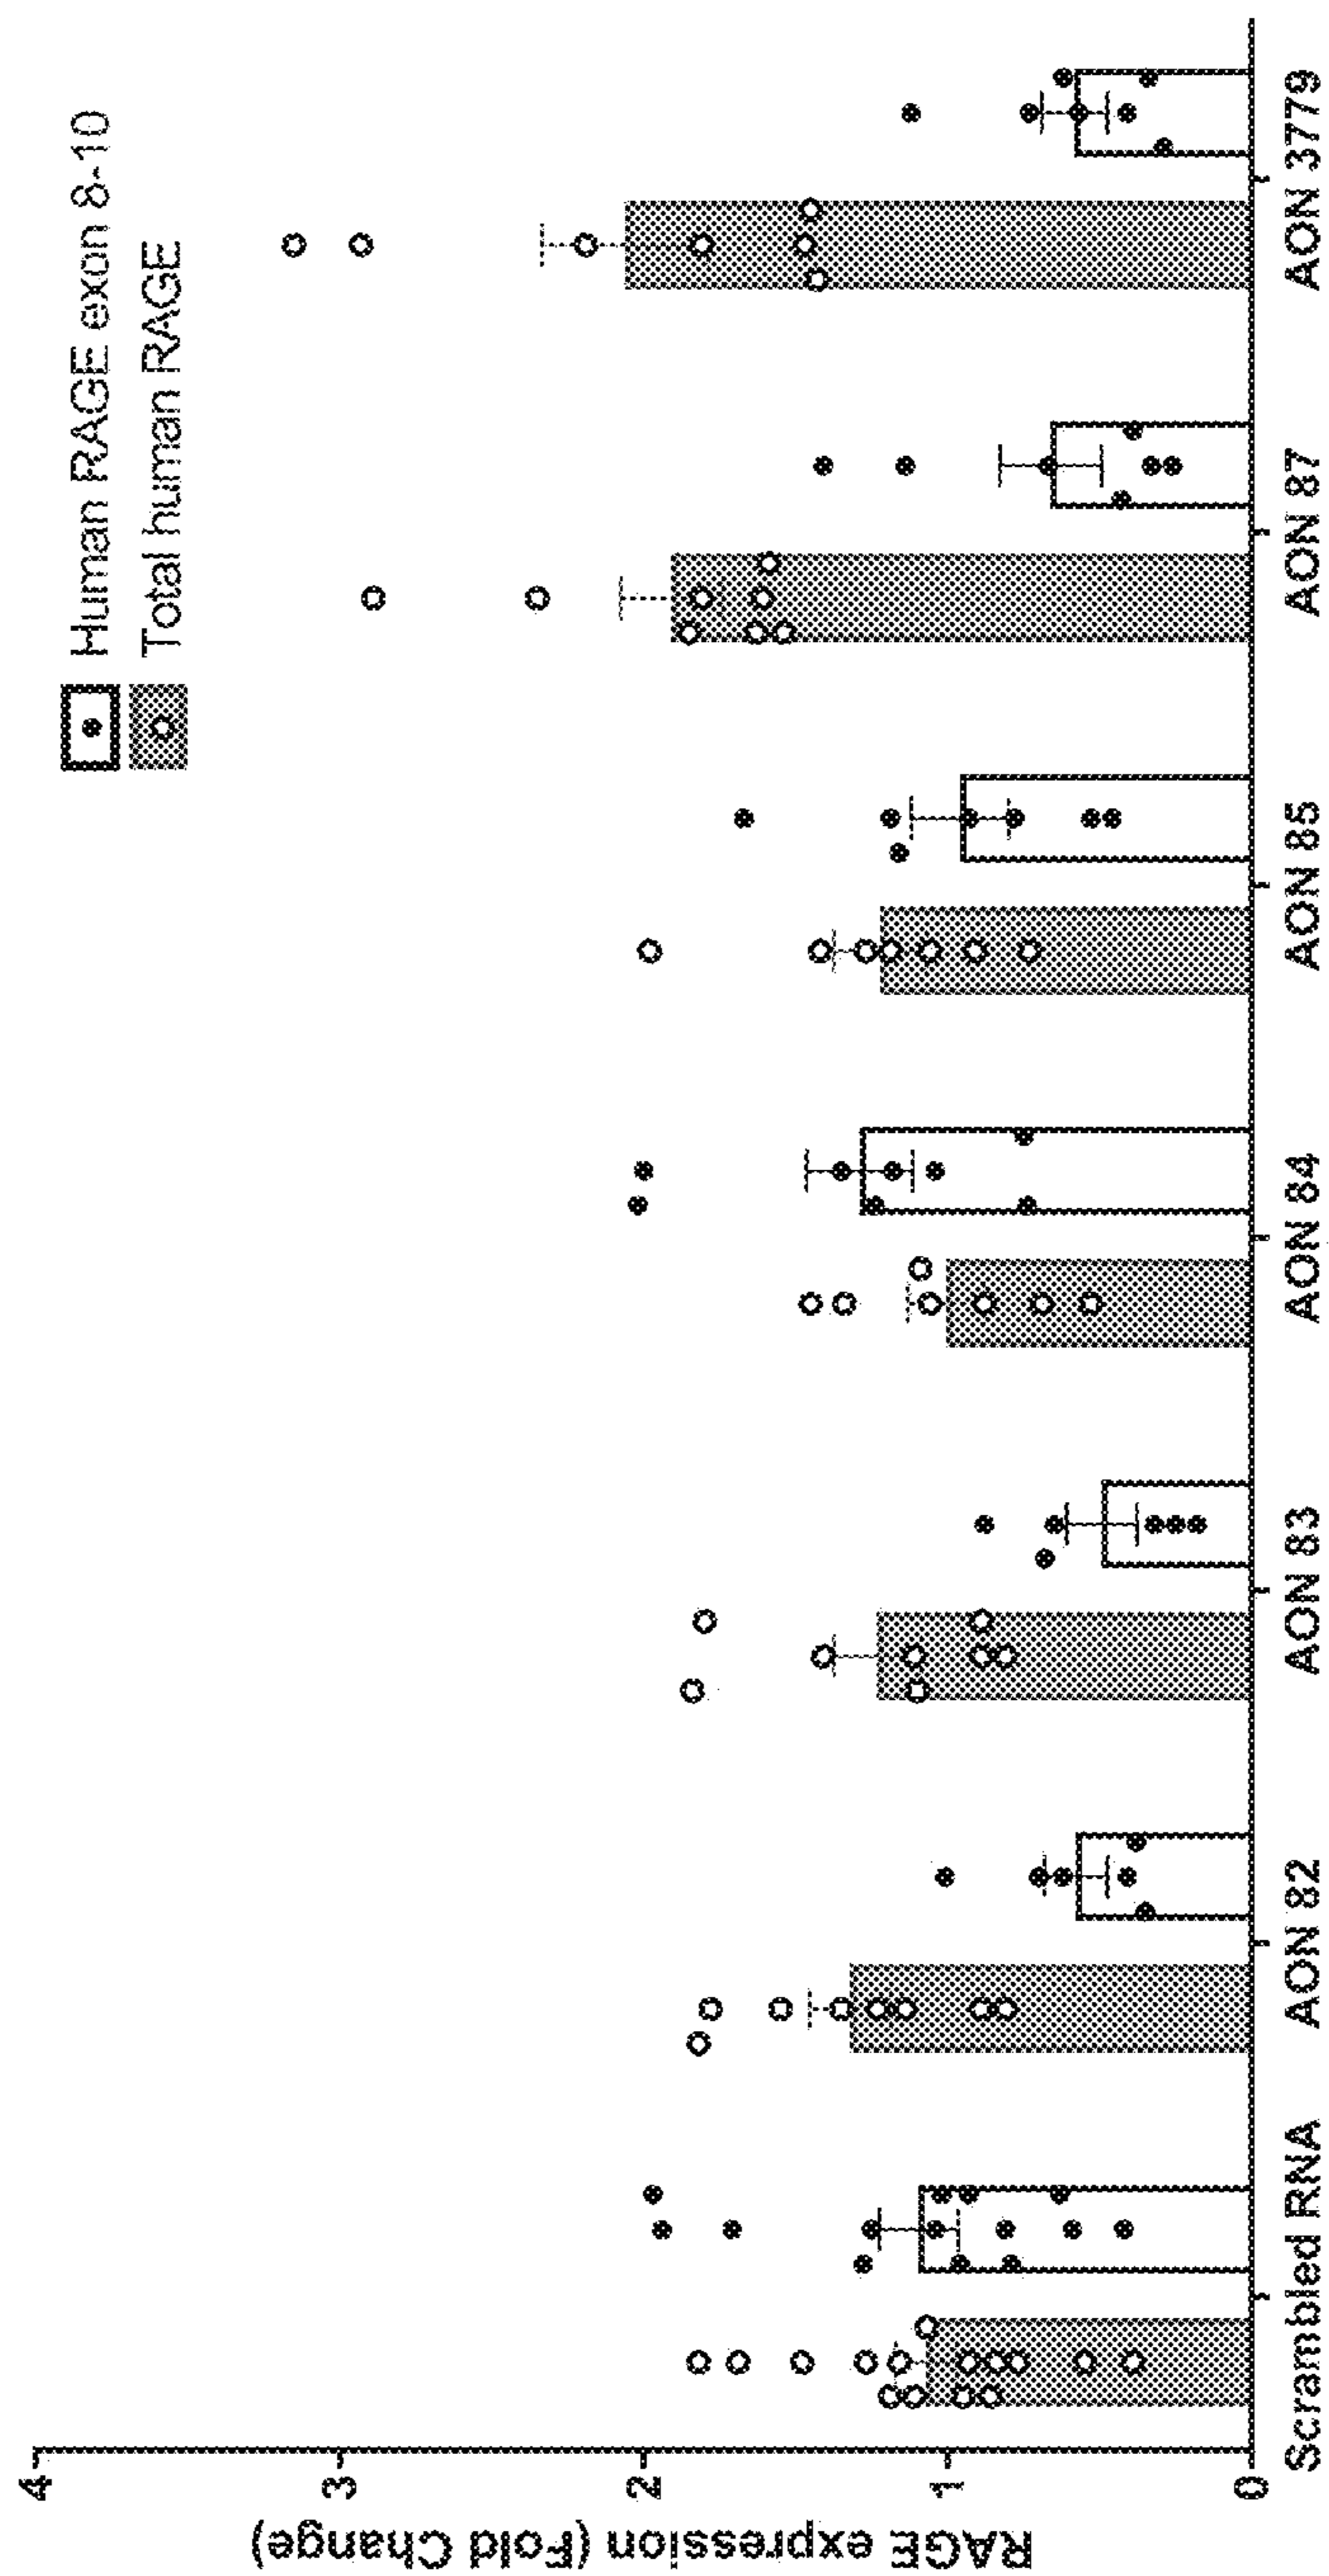 Human RAGE exon 8-10
Total human RAGE
RAGE expression (Fold Change)
4
3
2
1
0
Scrambled RNA
AON 82
AON 83
AON 84
AON 85
AON 87
AON 3779